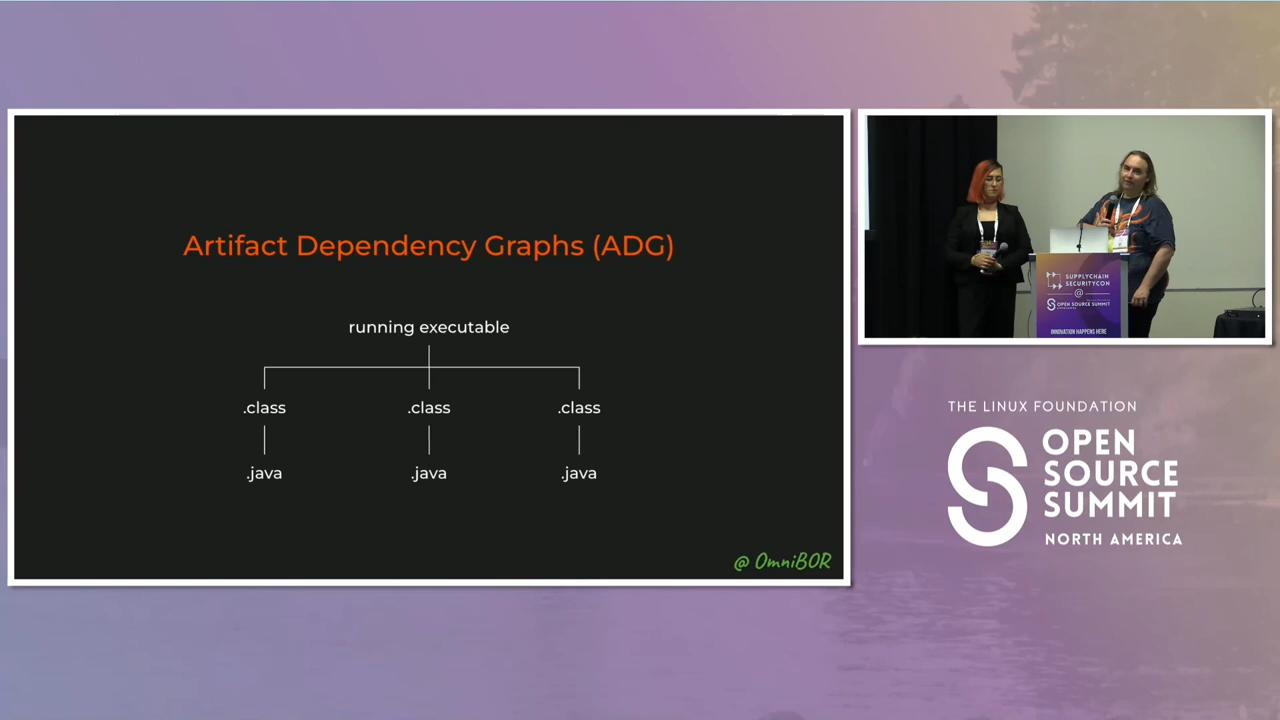 Artifact Dependency Graphs (ADG)
running executable
.class .class .class
.java .java .java
@ OmniBOR
SUPPLYCHAIN
SECURITYCON
@
OPEN SOURCE SUMMIT
INNOVATION HAPPENS HERE
THE LINUX FOUNDATION
OPEN
SOURCE
SUMMIT
NORTH AMERICA